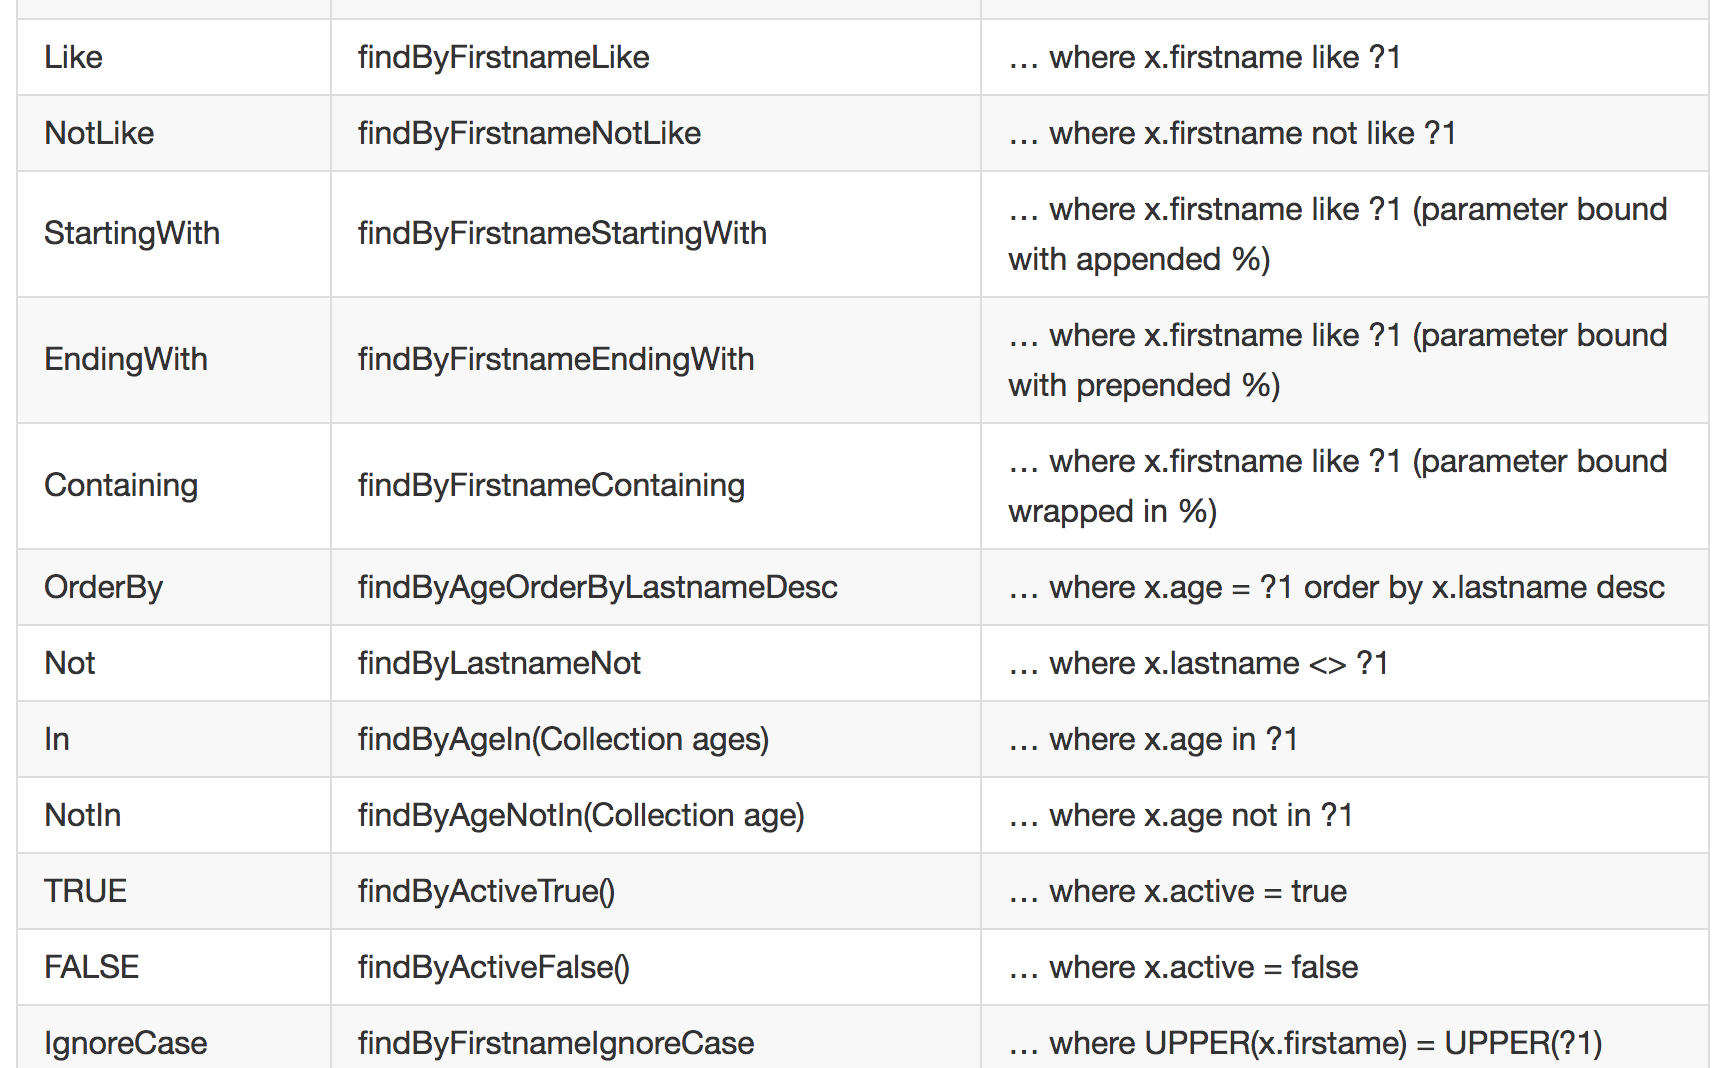 Like findByFirstnameLike … where x.firstname like ?1
NotLike findByFirstnameNotLike … where x.firstname not like ?1
StartingWith findByFirstnameStartingWith … where x.firstname like ?1 (parameter bound
with appended %)
EndingWith findByFirstnameEndingWith … where x.firstname like ?1 (parameter bound
with prepended %)
Containing findByFirstnameContaining … where x.firstname like ?1 (parameter bound
wrapped in %)
OrderBy findByAgeOrderByLastnameDesc … where x.age = ?1 order by x.lastname desc
Not findByLastnameNot … where x.lastname <> ?1
In findByAgeIn(Collection ages) … where x.age in ?1
NotIn findByAgeNotIn(Collection age) … where x.age not in ?1
TRUE findByActiveTrue() … where x.active = true
FALSE findByActiveFalse() … where x.active = false
IgnoreCase findByFirstnameIgnoreCase … where UPPER(x.firstame) = UPPER(?1)